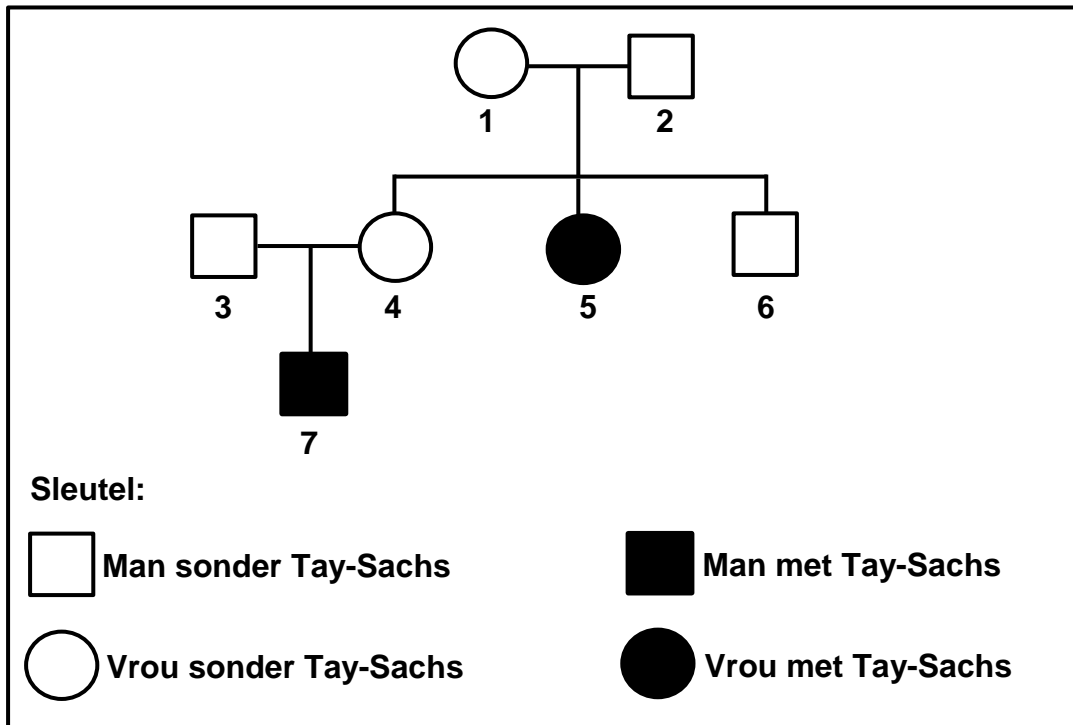 1 2
3 4 5 6
7
Sleutel:
Man sonder Tay-Sachs Man met Tay-Sachs
Vrou sonder Tay-Sachs Vrou met Tay-Sachs